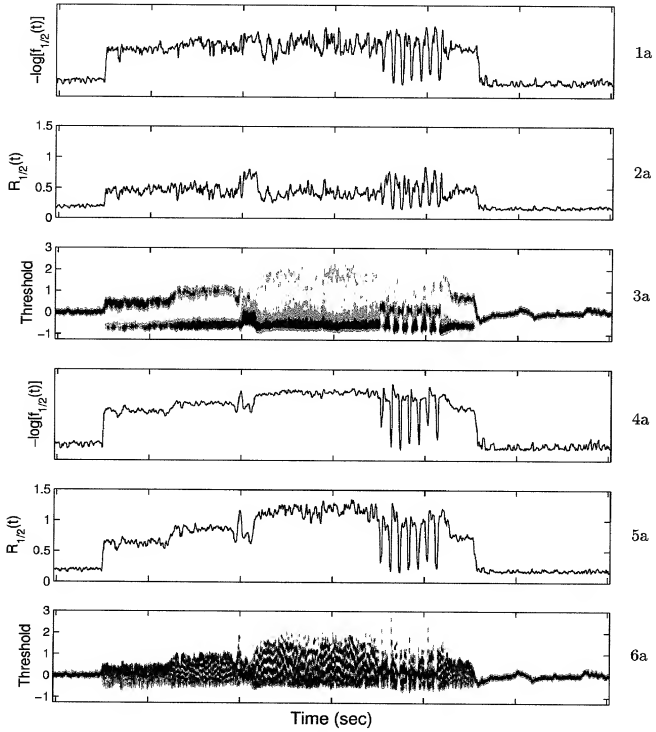 −log[f1/2(t)]
1a
1.5
1
0.5
0
R1/2(t)
2a
3
2
1
0
−1
Threshold
3a
−log[f1/2(t)]
4a
1.5
1
0.5
0
R1/2(t)
5a
3
2
1
0
−1
Threshold
6a
Time (sec)